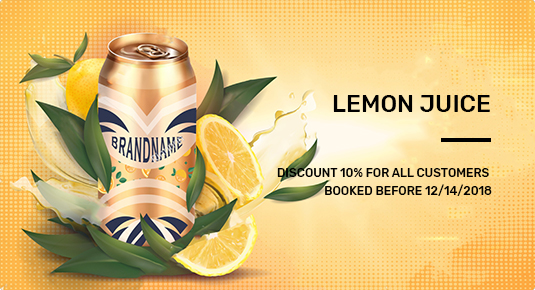 BRANDNAME
LEMON JUICE
DISCOUNT 10% FOR ALL CUSTOMERS
BOOKED BEFORE 12/14/2018